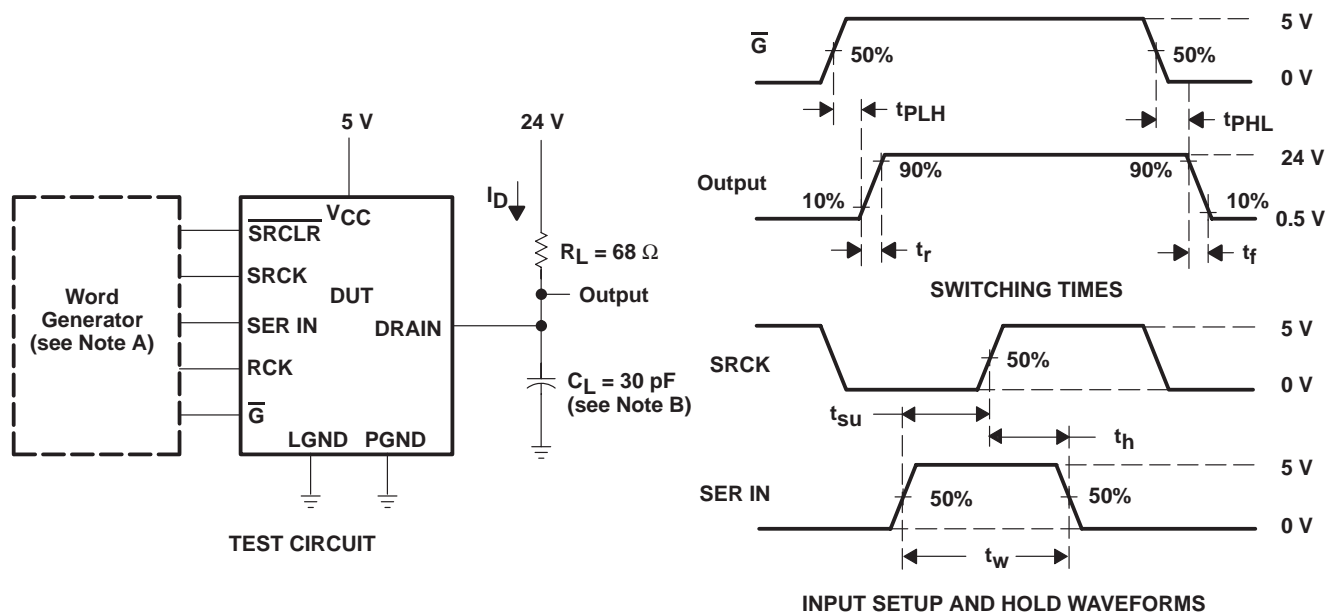 5 V
24 V
I_D
V_CC
SRCLR
SRCK
DUT
SER IN
DRAIN
RCK
G
LGND PGND
Word
Generator
(see Note A)
R_L = 68 Ω
Output
C_L = 30 pF
(see Note B)
TEST CIRCUIT
G
5 V
50%
50%
0 V
t_PLH
t_PHL
24 V
Output
90%
90%
10%
10%
0.5 V
t_r
t_f
SWITCHING TIMES
5 V
SRCK
50%
0 V
t_su
t_h
5 V
SER IN
50%
50%
0 V
t_w
INPUT SETUP AND HOLD WAVEFORMS